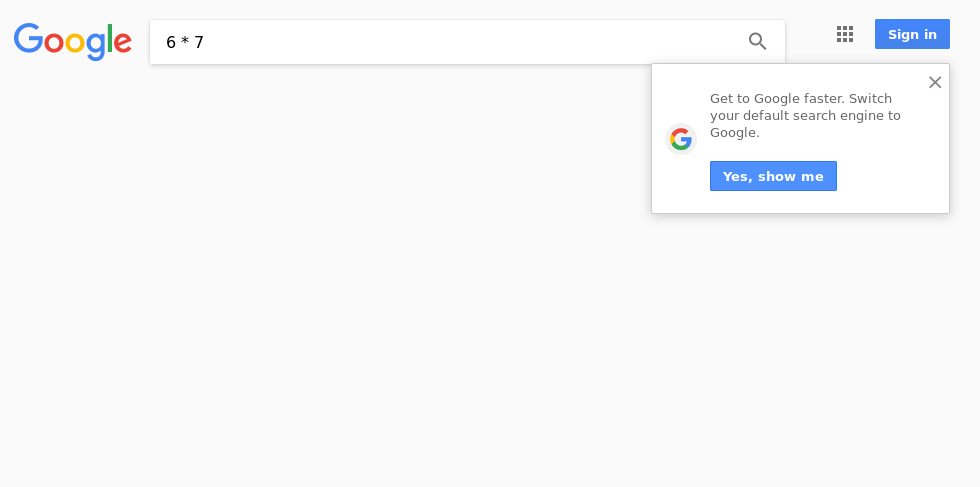 Google
6 * 7
Sign in
Get to Google faster. Switch
your default search engine to
Google.
Yes, show me